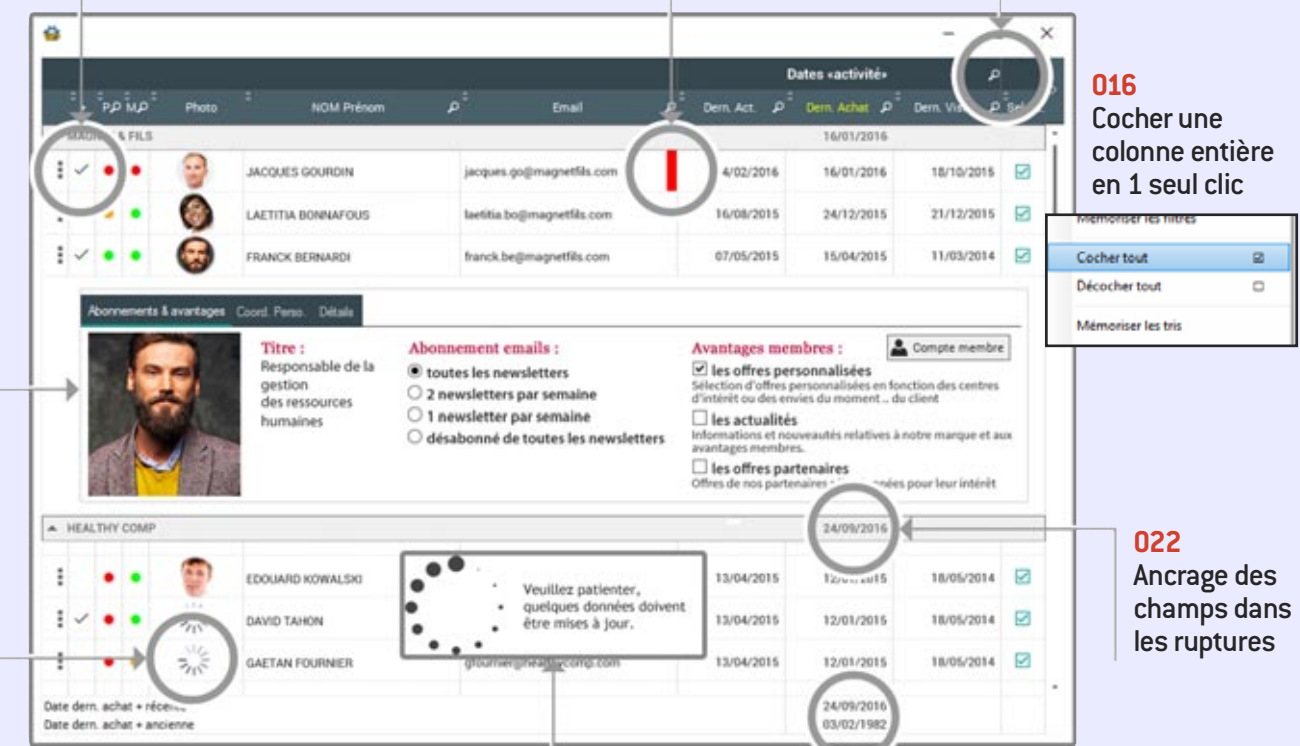 Dates «activité»
P. M. Photo NOM Prénom Email Dern. Act. Dern. Achat Dern.
& FILS 16/01/2016
JACQUES GOURDIN jacques.go@magnetfils.com 4/02/2016 16/01/2016 18/10/2015
LAETITIA BONNAFOUS laetitia.bo@magnetfils.com 16/08/2015 24/12/2015 21/12/2015
FRANCK BERNARDI franck.be@magnetfils.com 07/05/2015 15/04/2015 11/03/2014
016
Cocher une
colonne entière
en 1 seul clic
Mémoriser les filtres
Cocher tout
Décocher tout
Mémoriser les tris
Abonnements & avantages Coord. Perso. Détails
Titre :
Responsable de la
gestion
des ressources
humaines
Abonnement emails :
toutes les newsletters
2 newsletters par semaine
1 newsletter par semaine
désabonné de toutes les newsletters
Avantages membres :
Compte membre
les offres personnalisées
Sélection d'offres personnalisées en fonction des centres
d'intérêt ou des envies du moment .. du client
les actualités
Informations et nouveautés relatives à notre marque et aux
avantages membres.
les offres partenaires
Offres de nos partenaires pour leur intérêt
HEALTHY COMP 24/09/2016
EDOUARD KOWALSKI 13/04/2015 18/05/2014
DAVID TAHON 13/04/2015 12/01/2015 18/05/2014
GAETAN FOURNIER 13/04/2015 12/01/2015 18/05/2014
Veuillez patienter,
quelques données doivent
être mises à jour.
022
Ancrage des
champs dans
les ruptures
Date dern. achat + récente 24/09/2016
Date dern. achat + ancienne 03/02/1982